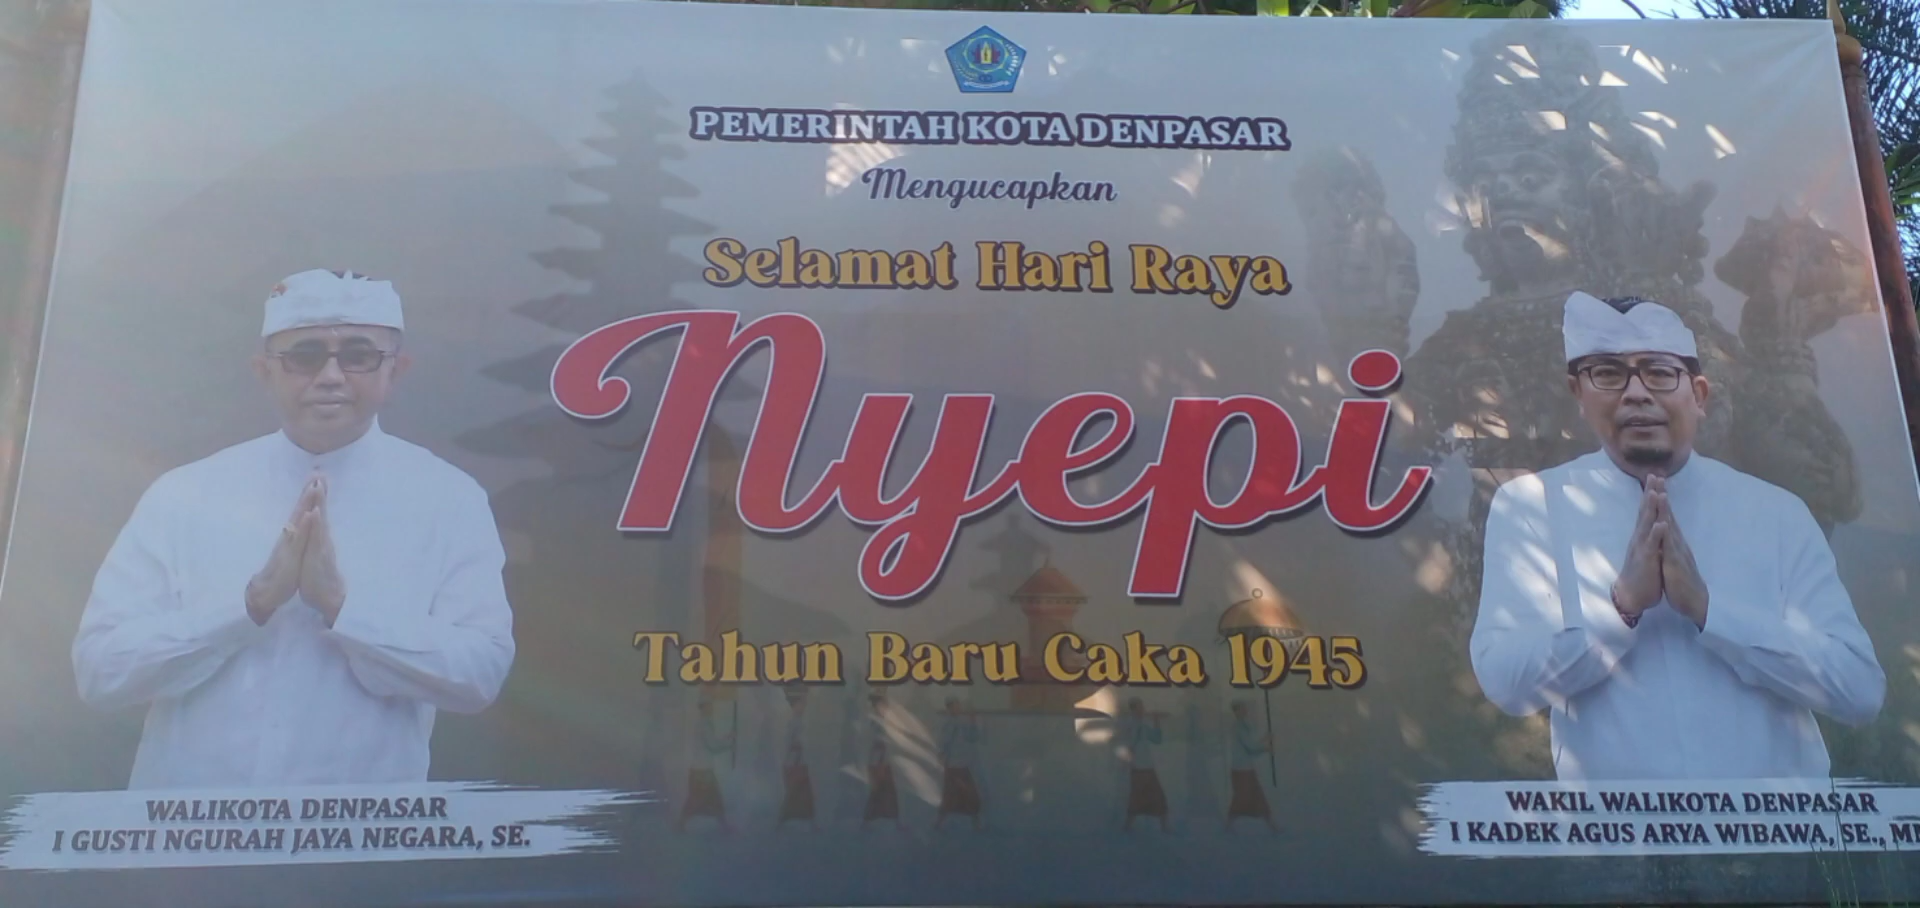 PEMERINTAH KOTA DENPASAR
Mengucapkan
Selamat Hari Raya
Nyepi
Tahun Baru Caka 1945
WALIKOTA DENPASAR
I GUSTI NGURAH JAYA NEGARA, SE.
WAKIL WALIKOTA DENPASAR
I KADEK AGUS ARYA WIBAWA, SE.,